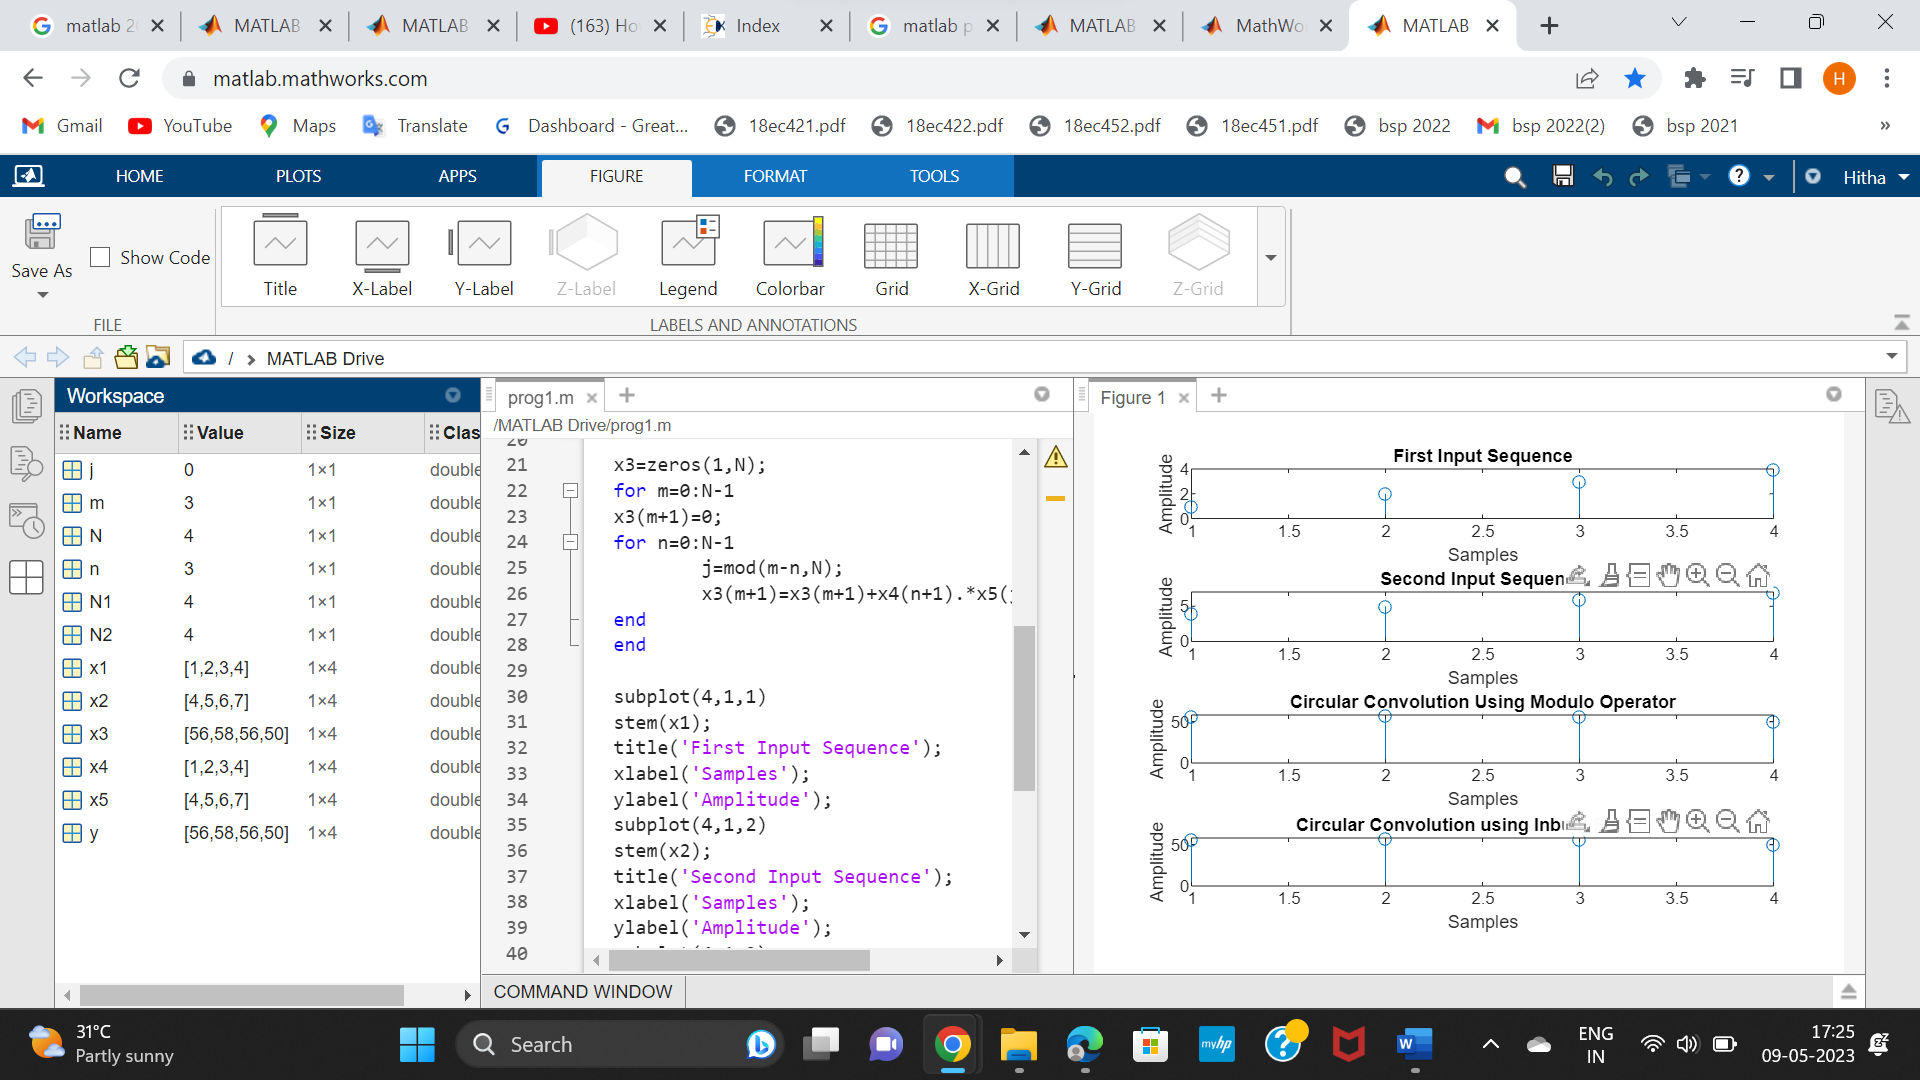 matlab 2
MATLAB
MATLAB
(163) Ho
Index
matlab p
MATLAB
MathWo
MATLAB
matlab.mathworks.com
H
Gmail
YouTube
Maps
Translate
Dashboard - Great...
18ec421.pdf
18ec422.pdf
18ec452.pdf
18ec451.pdf
bsp 2022
bsp 2022(2)
bsp 2021
»
HOME
PLOTS
APPS
FIGURE
FORMAT
TOOLS
Hitha
Save As
Show Code
FILE
Title
X-Label
Y-Label
Z-Label
Legend
Colorbar
Grid
X-Grid
Y-Grid
Z-Grid
LABELS AND ANNOTATIONS
/ > MATLAB Drive
Workspace
Name Value Size Clas
j 0 1×1 double
m 3 1×1 double
N 4 1×1 double
n 3 1×1 double
N1 4 1×1 double
N2 4 1×1 double
x1 [1,2,3,4] 1×4 double
x2 [4,5,6,7] 1×4 double
x3 [56,58,56,50] 1×4 double
x4 [1,2,3,4] 1×4 double
x5 [4,5,6,7] 1×4 double
y [56,58,56,50] 1×4 double
prog1.m
/MATLAB Drive/prog1.m
20
21 x3=zeros(1,N);
22 for m=0:N-1
23 x3(m+1)=0;
24 for n=0:N-1
25 j=mod(m-n,N);
26 x3(m+1)=x3(m+1)+x4(n+1).*x5(
27 end
28 end
29
30 subplot(4,1,1)
31 stem(x1);
32 title('First Input Sequence');
33 xlabel('Samples');
34 ylabel('Amplitude');
35 subplot(4,1,2)
36 stem(x2);
37 title('Second Input Sequence');
38 xlabel('Samples');
39 ylabel('Amplitude');
40
COMMAND WINDOW
Figure 1
First Input Sequence
Amplitude
4
2
0
1 1.5 2 2.5 3 3.5 4
Samples
Second Input Sequen
Amplitude
5
0
1 1.5 2 2.5 3 3.5 4
Samples
Circular Convolution Using Modulo Operator
Amplitude
50
0
1 1.5 2 2.5 3 3.5 4
Samples
Circular Convolution using Inb
Amplitude
50
0
1 1.5 2 2.5 3 3.5 4
Samples
31°C
Partly sunny
Search
myhp
W
ENG
IN
17:25
09-05-2023